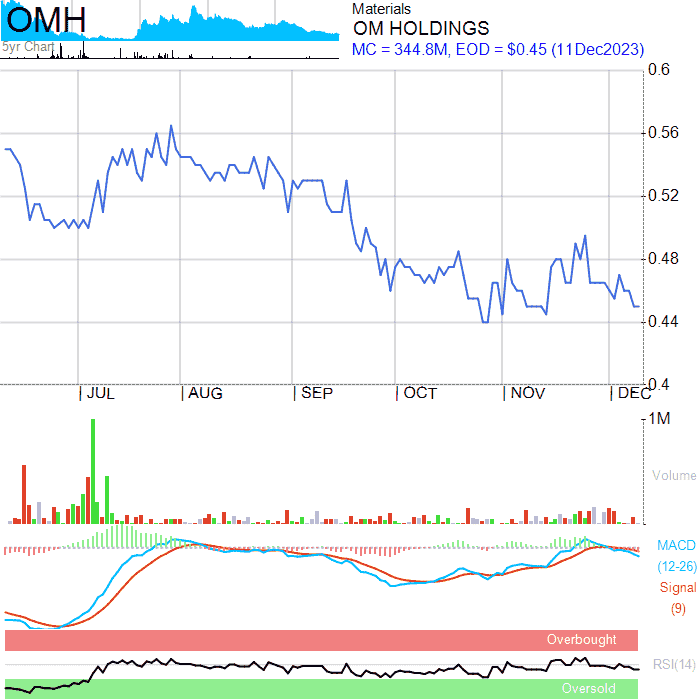 OMH
5yr Chart
Materials
OM HOLDINGS
MC = 344.8M, EOD = $0.45 (11Dec2023)
0.6
0.56
0.52
0.48
0.44
0.4
JUL AUG SEP OCT NOV DEC
1M
Volume
MACD
(12-26)
Signal
(9)
Overbought
RSI(14)
Oversold